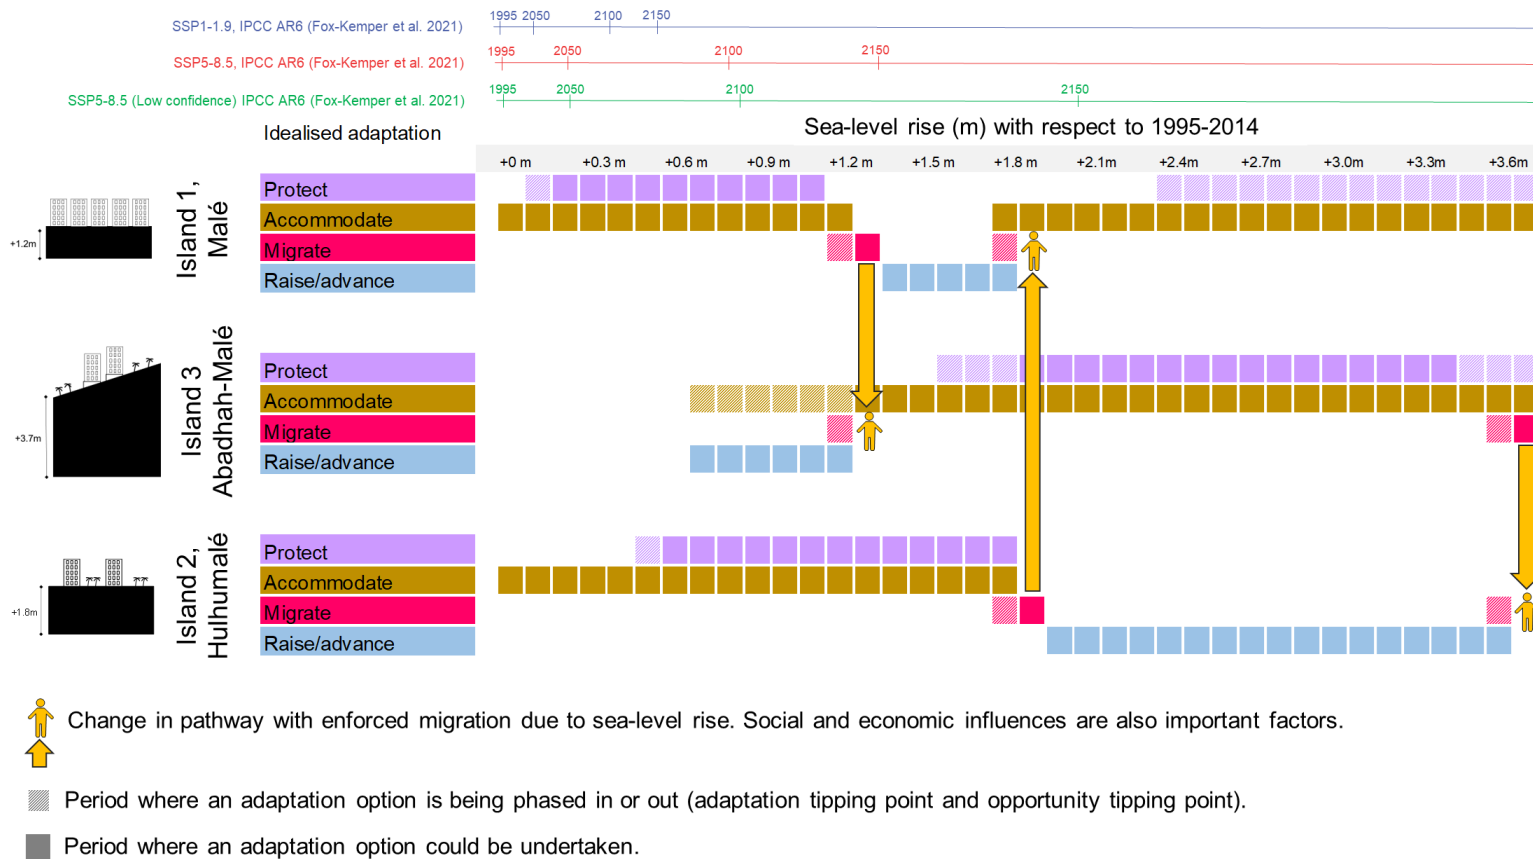 SSP1-1.9, IPCC AR6 (Fox-Kemper et al. 2021)
1995 2050 2100 2150
SSP5-8.5, IPCC AR6 (Fox-Kemper et al. 2021)
1995 2050 2100 2150
SSP5-8.5 (Low confidence) IPCC AR6 (Fox-Kemper et al. 2021)
1995 2050 2100 2150
Idealised adaptation
Sea-level rise (m) with respect to 1995-2014
+0 m +0.3 m +0.6 m +0.9 m +1.2 m +1.5 m +1.8 m +2.1m +2.4m +2.7m +3.0m +3.3m +3.6m
+1.2m
Island 1,
Malé
Protect
Accommodate
Migrate
Raise/advance
+3.7m
Island 3
Abadhah-Malé
Protect
Accommodate
Migrate
Raise/advance
+1.8m
Island 2,
Hulhumalé
Protect
Accommodate
Migrate
Raise/advance
Change in pathway with enforced migration due to sea-level rise. Social and economic influences are also important factors.
Period where an adaptation option is being phased in or out (adaptation tipping point and opportunity tipping point).
Period where an adaptation option could be undertaken.